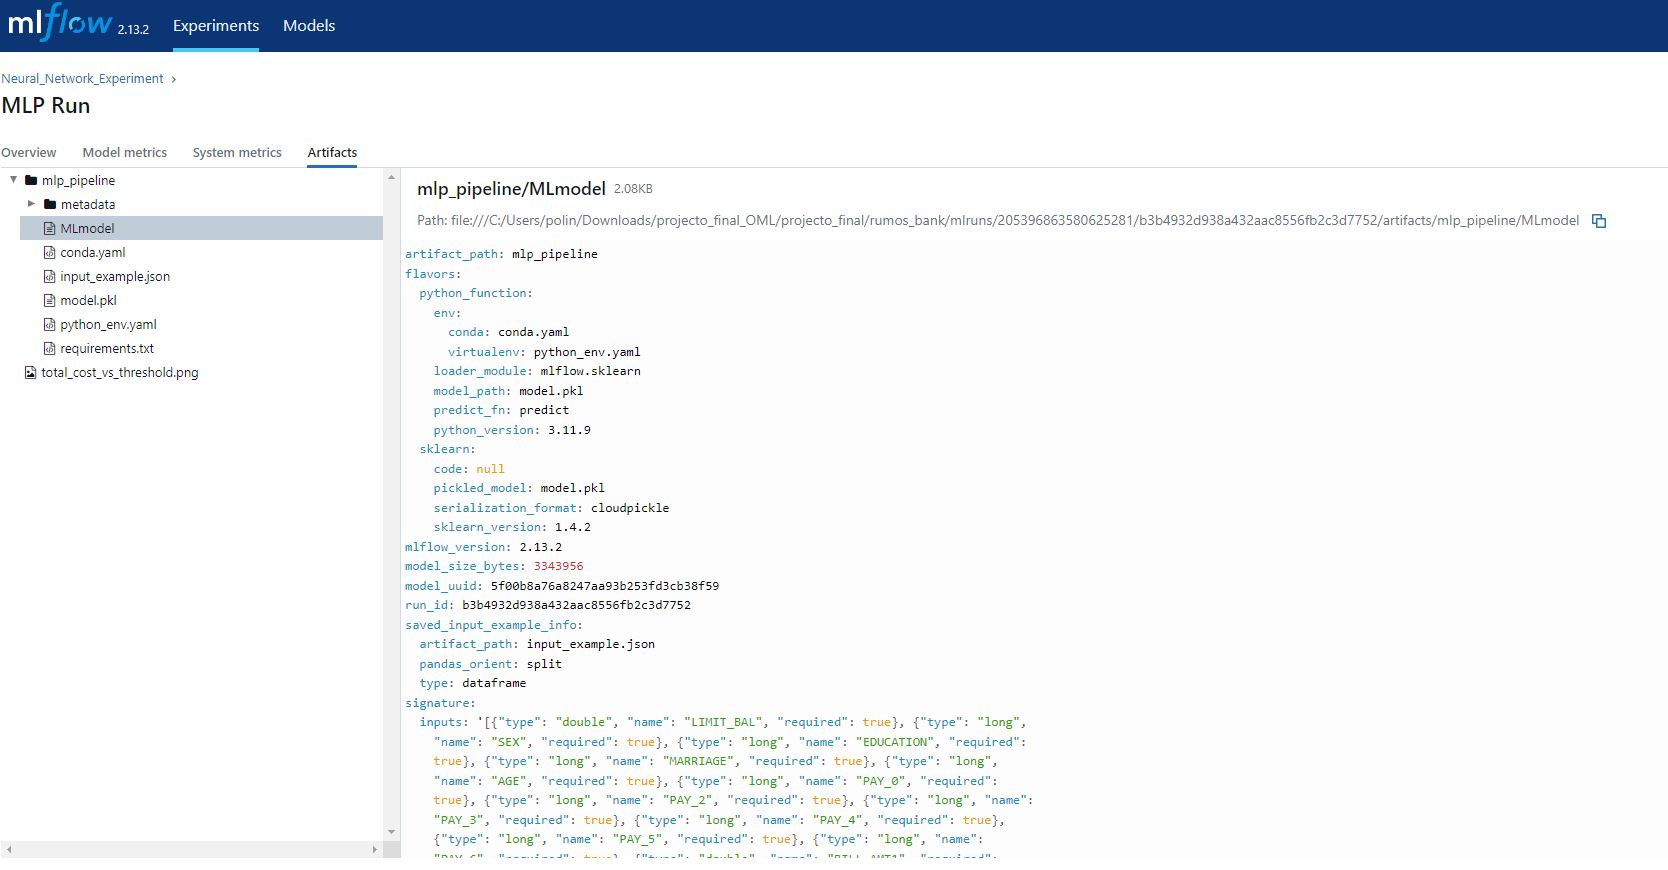 mlflow 2.13.2 Experiments Models
Neural_Network_Experiment ›
MLP Run
Overview Model metrics System metrics Artifacts
mlp_pipeline
metadata
MLmodel
conda.yaml
input_example.json
model.pkl
python_env.yaml
requirements.txt
total_cost_vs_threshold.png
mlp_pipeline/MLmodel 2.08KB
Path: file:///C:/Users/polin/Downloads/projecto_final_OML/projecto_final/rumos_bank/mlruns/205396863580625281/b3b4932d938a432aac8556fb2c3d7752/artifacts/mlp_pipeline/MLmodel
artifact_path: mlp_pipeline
flavors:
python_function:
env:
conda: conda.yaml
virtualenv: python_env.yaml
loader_module: mlflow.sklearn
model_path: model.pkl
predict_fn: predict
python_version: 3.11.9
sklearn:
code: null
pickled_model: model.pkl
serialization_format: cloudpickle
sklearn_version: 1.4.2
mlflow_version: 2.13.2
model_size_bytes: 3343956
model_uuid: 5f00b8a76a8247aa93b253fd3cb38f59
run_id: b3b4932d938a432aac8556fb2c3d7752
saved_input_example_info:
artifact_path: input_example.json
pandas_orient: split
type: dataframe
signature:
inputs: '[{"type": "double", "name": "LIMIT_BAL", "required": true}, {"type": "long",
"name": "SEX", "required": true}, {"type": "long", "name": "EDUCATION", "required":
true}, {"type": "long", "name": "MARRIAGE", "required": true}, {"type": "long",
"name": "AGE", "required": true}, {"type": "long", "name": "PAY_0", "required":
true}, {"type": "long", "name": "PAY_2", "required": true}, {"type": "long", "name":
"PAY_3", "required": true}, {"type": "long", "name": "PAY_4", "required": true},
{"type": "long", "name": "PAY_5", "required": true}, {"type": "long", "name":
"PAY_6", "required": true}, {"type": "double", "name": "BILL_AMT1", "required":